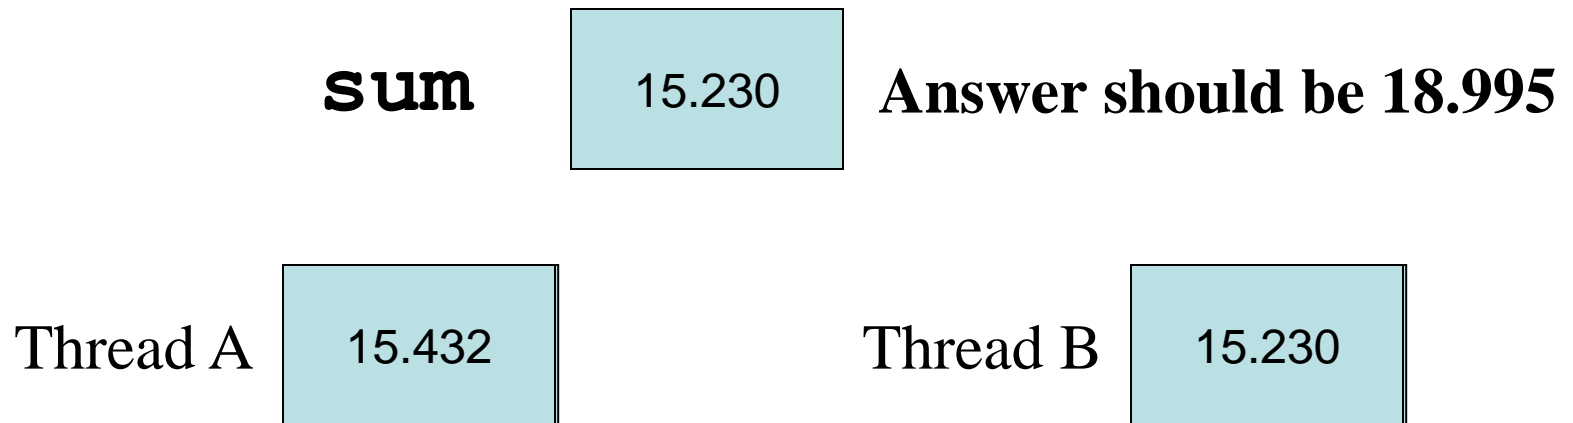 sum 15.230 Answer should be 18.995
Thread A 15.432 Thread B 15.230